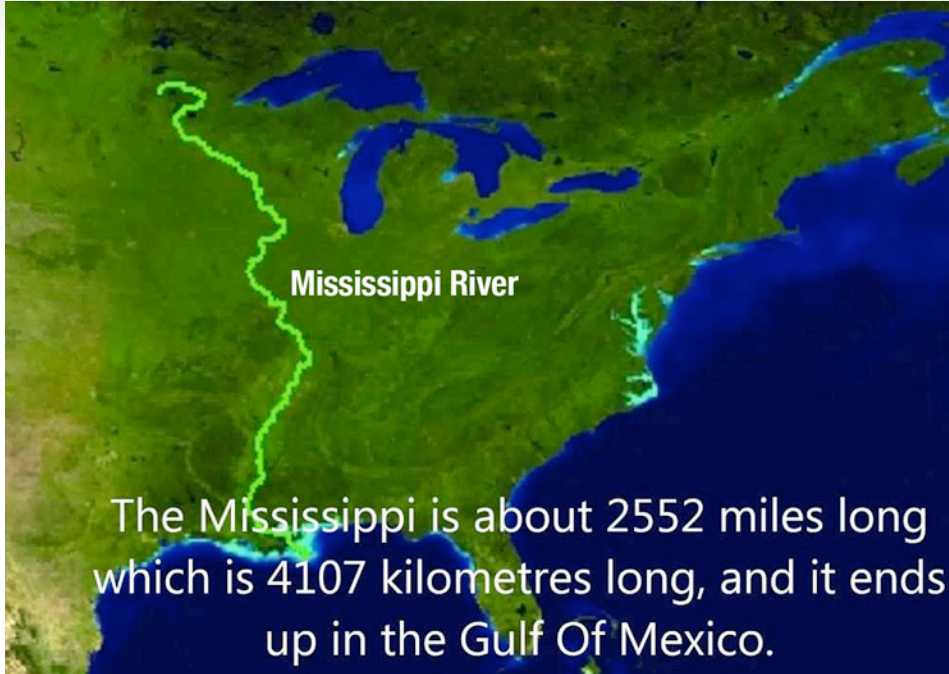 Mississippi River
The Mississippi is about 2552 miles long
which is 4107 kilometres long, and it ends
up in the Gulf Of Mexico.